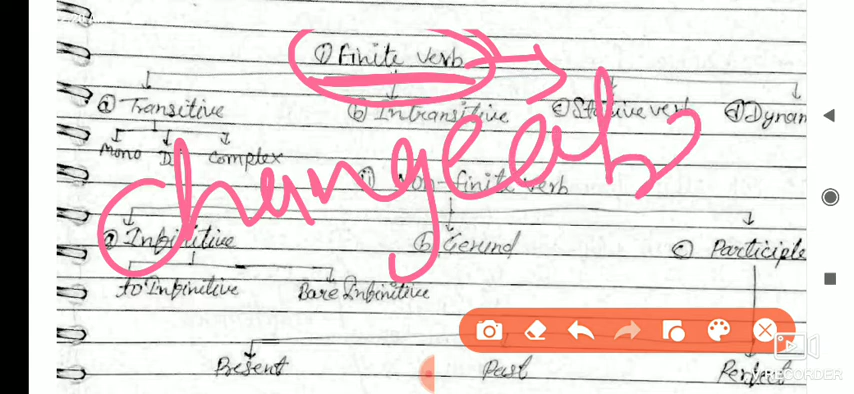 (i) Finite verb
(a) Transitive (b) Intransitive (c) Stative verb (d) Dynam
Mono Di Complex
changeab
(ii) Non-finite verb
(a) Infinitive (b) Gerund (c) Participle
to Infinitive Bare Infinitive
Present Past Perfect
RECORDER